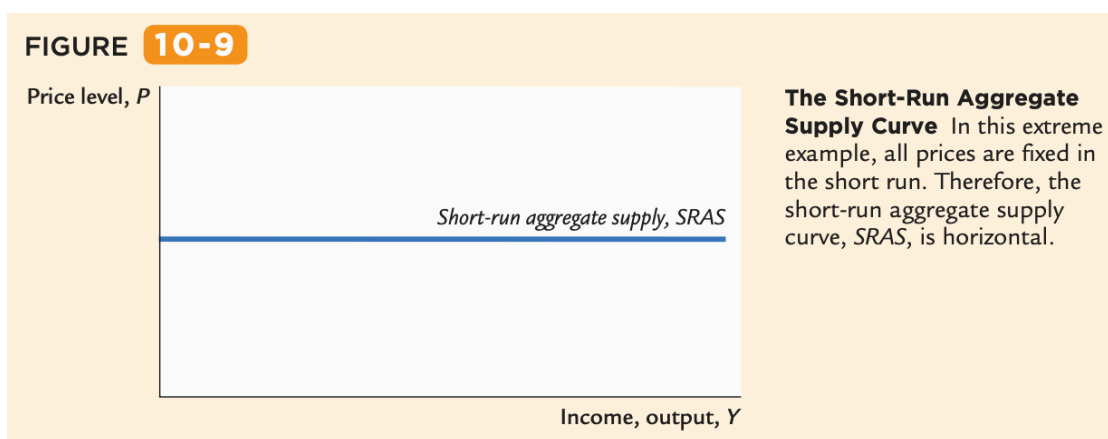 FIGURE 10-9
Price level, P
Short-run aggregate supply, SRAS
Income, output, Y
The Short-Run Aggregate
Supply Curve In this extreme
example, all prices are fixed in
the short run. Therefore, the
short-run aggregate supply
curve, SRAS, is horizontal.